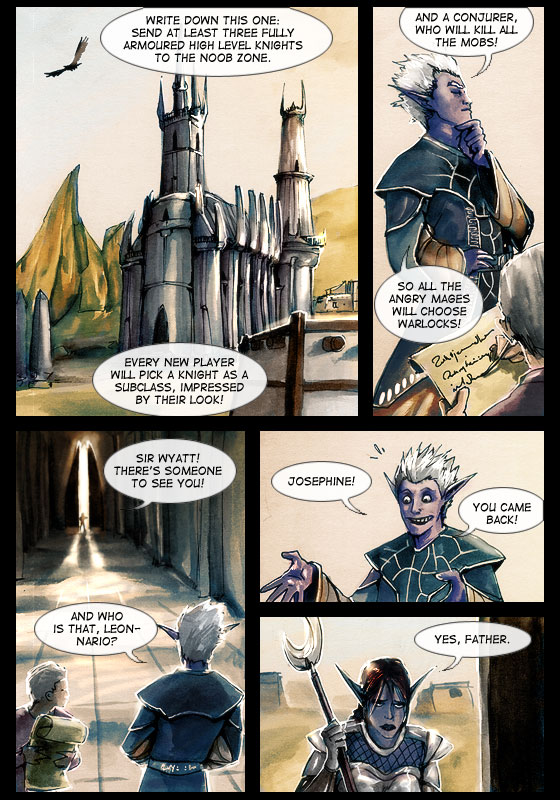 WRITE DOWN THIS ONE:
SEND AT LEAST THREE FULLY
ARMOURED HIGH LEVEL KNIGHTS
TO THE NOOB ZONE.
EVERY NEW PLAYER
WILL PICK A KNIGHT AS A
SUBCLASS, IMPRESSED
BY THEIR LOOK!
AND A CONJURER,
WHO WILL KILL ALL
THE MOBS!
SO ALL THE
ANGRY MAGES
WILL CHOOSE
WARLOCKS!
SIR WYATT!
THERE'S SOMEONE
TO SEE YOU!
AND WHO
IS THAT, LEON-
NARIO?
JOSEPHINE!
YOU CAME
BACK!
YES, FATHER.